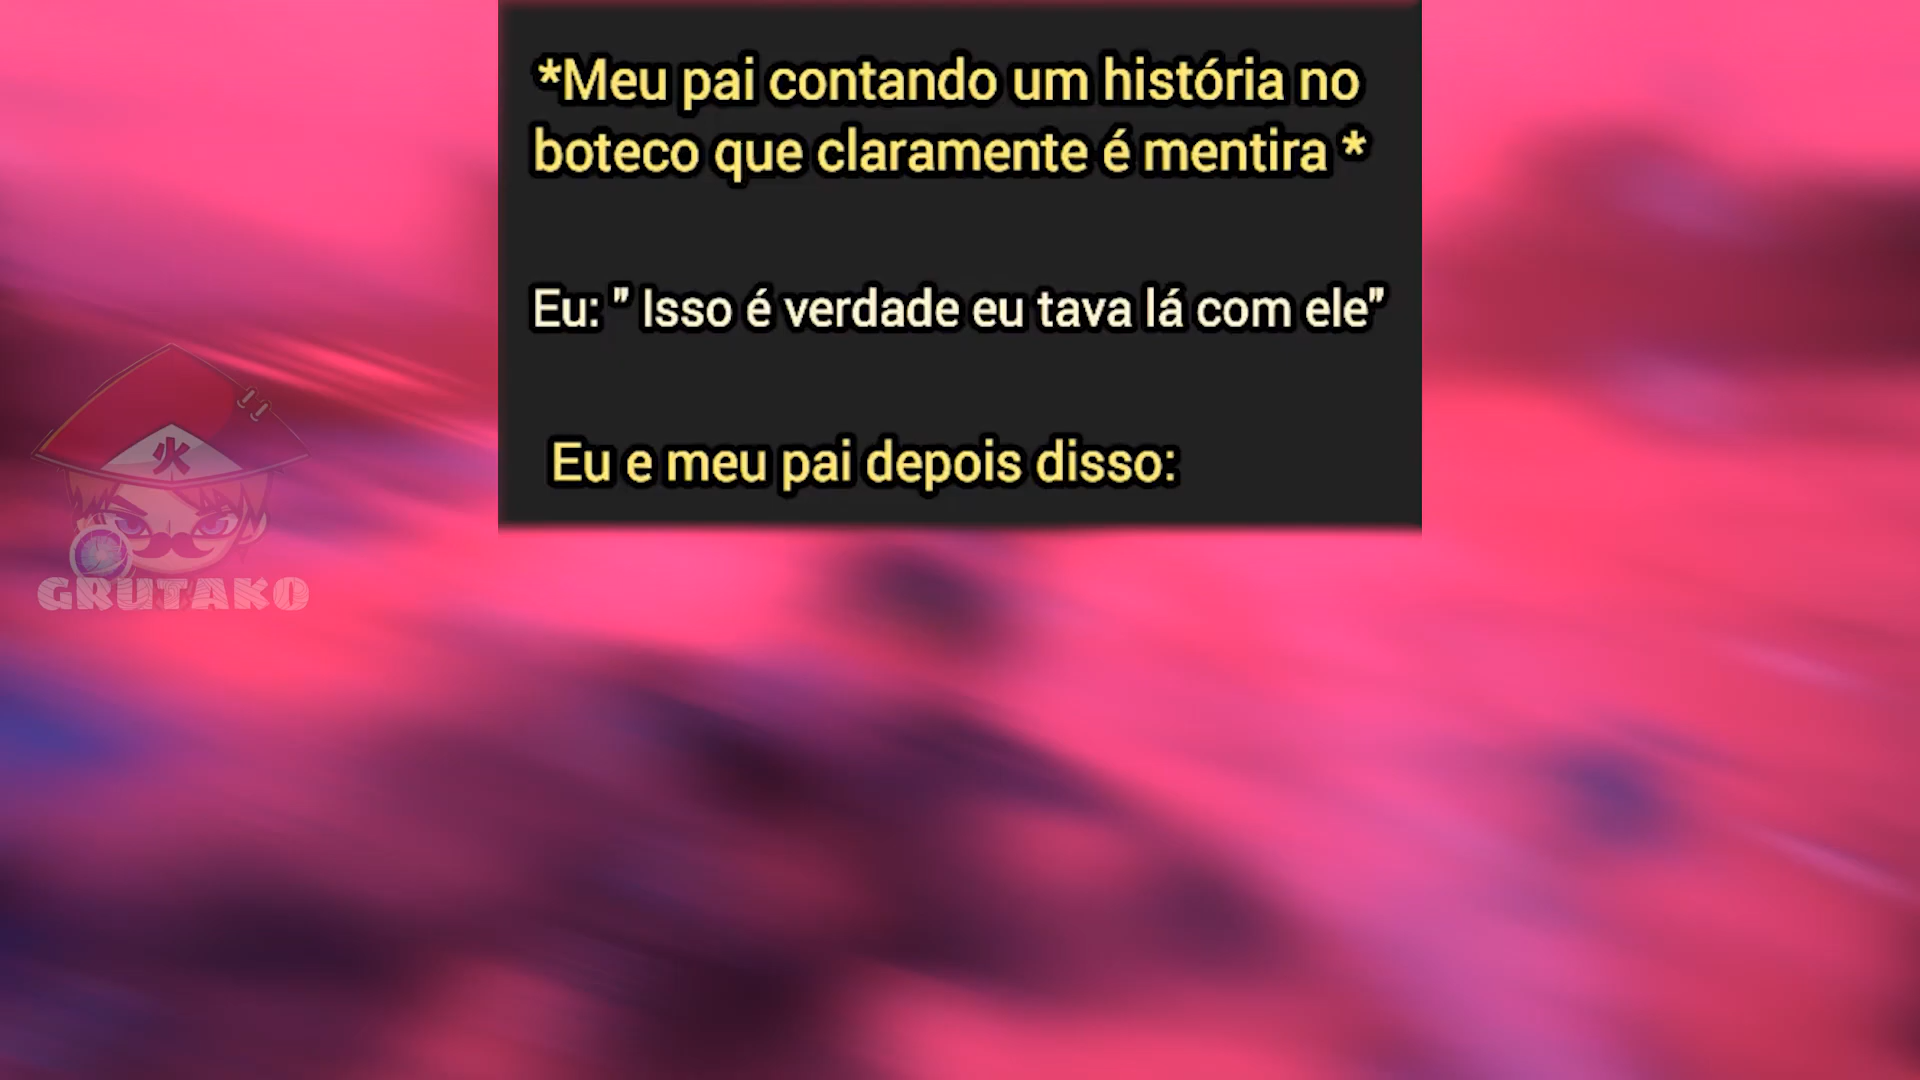 *Meu pai contando um história no
boteco que claramente é mentira *
Eu: " Isso é verdade eu tava lá com ele"
Eu e meu pai depois disso:
火
GRUTAKO